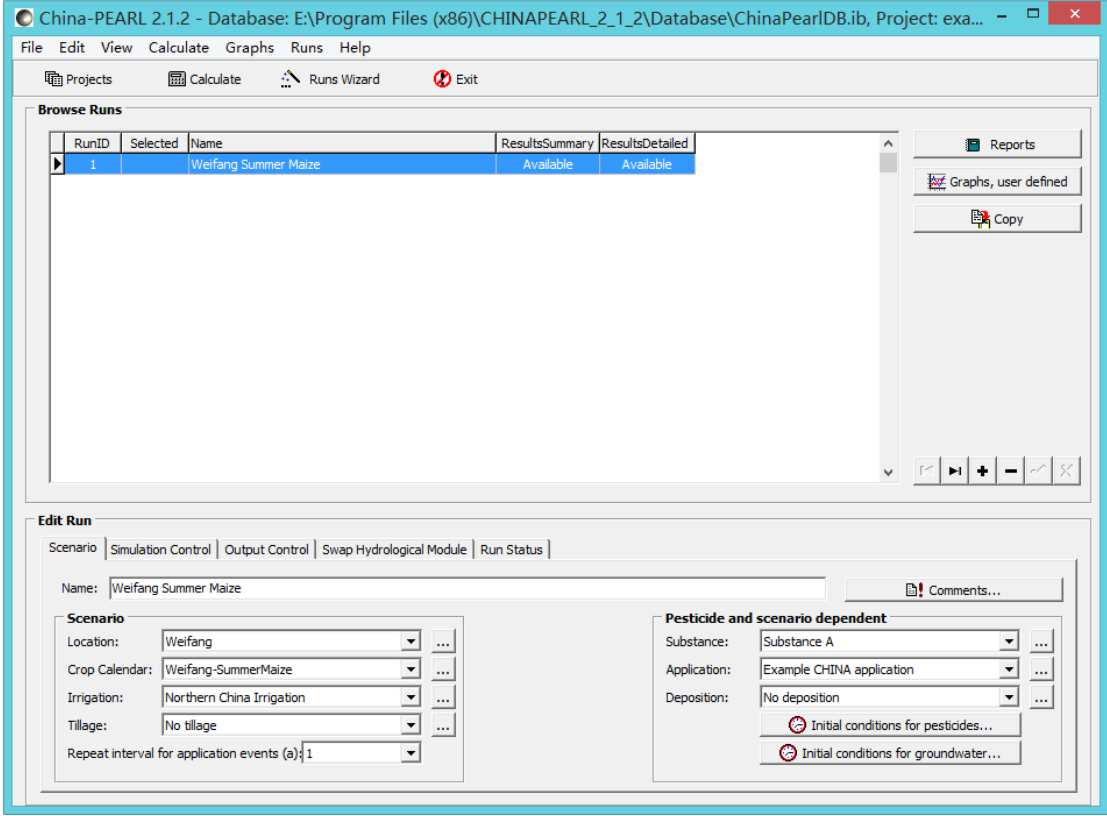 China-PEARL 2.1.2 - Database: E:\Program Files (x86)\CHINAPEARL_2_1_2\Database\ChinaPearlDB.ib, Project: exa...
File Edit View Calculate Graphs Runs Help
Projects Calculate Runs Wizard Exit
Browse Runs
RunID Selected Name ResultsSummary ResultsDetailed
1 Weifang Summer Maize Available Available
Reports
Graphs, user defined
Copy
Edit Run
Scenario Simulation Control Output Control Swap Hydrological Module Run Status
Name: Weifang Summer Maize Comments...
Scenario
Location: Weifang ...
Crop Calendar: Weifang-SummerMaize ...
Irrigation: Northern China Irrigation ...
Tillage: No tillage ...
Repeat interval for application events (a): 1
Pesticide and scenario dependent
Substance: Substance A ...
Application: Example CHINA application ...
Deposition: No deposition ...
Initial conditions for pesticides...
Initial conditions for groundwater...